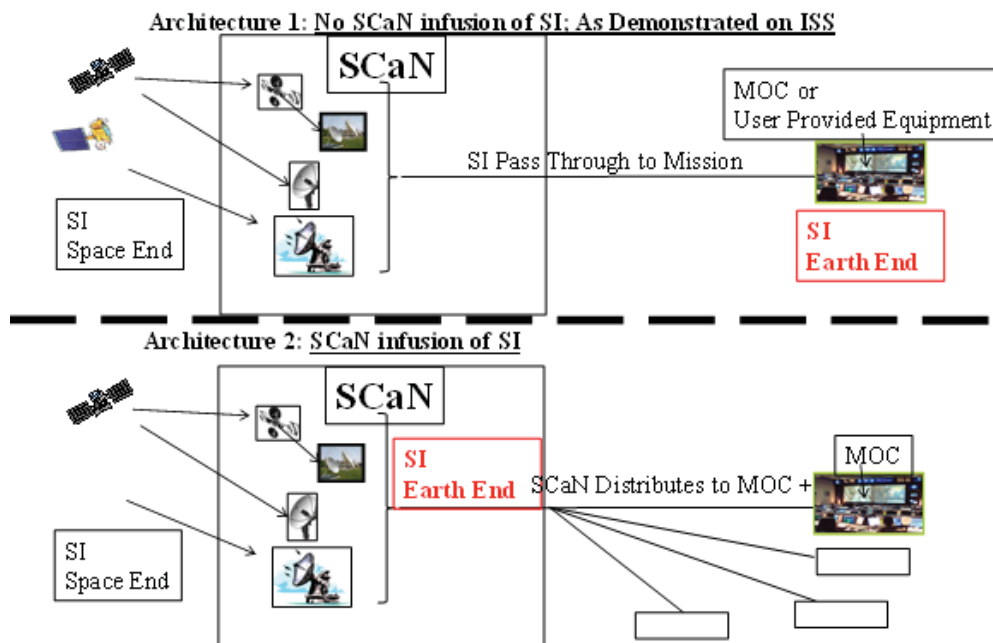 Architecture 1: No SCaN infusion of SI; As Demonstrated on ISS
SCaN
MOC or
User Provided Equipment
SI Pass Through to Mission
SI
Space End
SI
Earth End
Architecture 2: SCaN infusion of SI
SCaN
SI
Earth End
MOC
SCaN Distributes to MOC +
SI
Space End